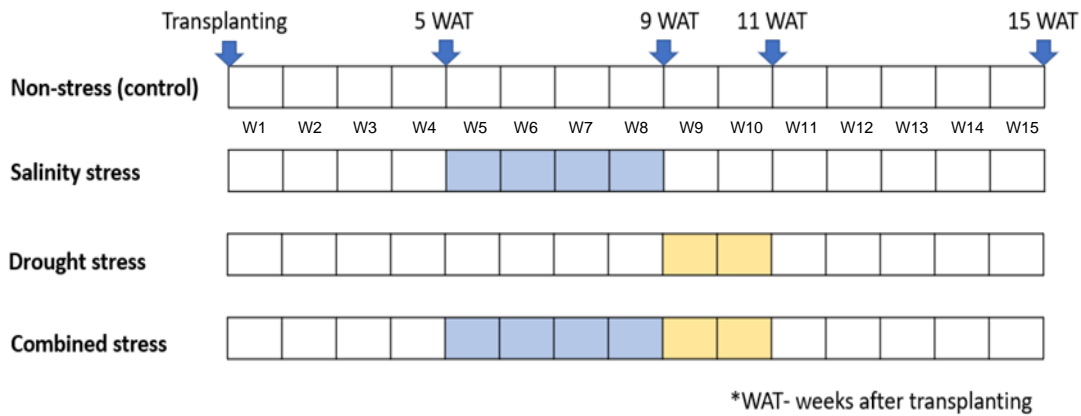 Transplanting 5 WAT 9 WAT 11 WAT 15 WAT
Non-stress (control)
W1 W2 W3 W4 W5 W6 W7 W8 W9 W10 W11 W12 W13 W14 W15
Salinity stress
Drought stress
Combined stress
*WAT- weeks after transplanting